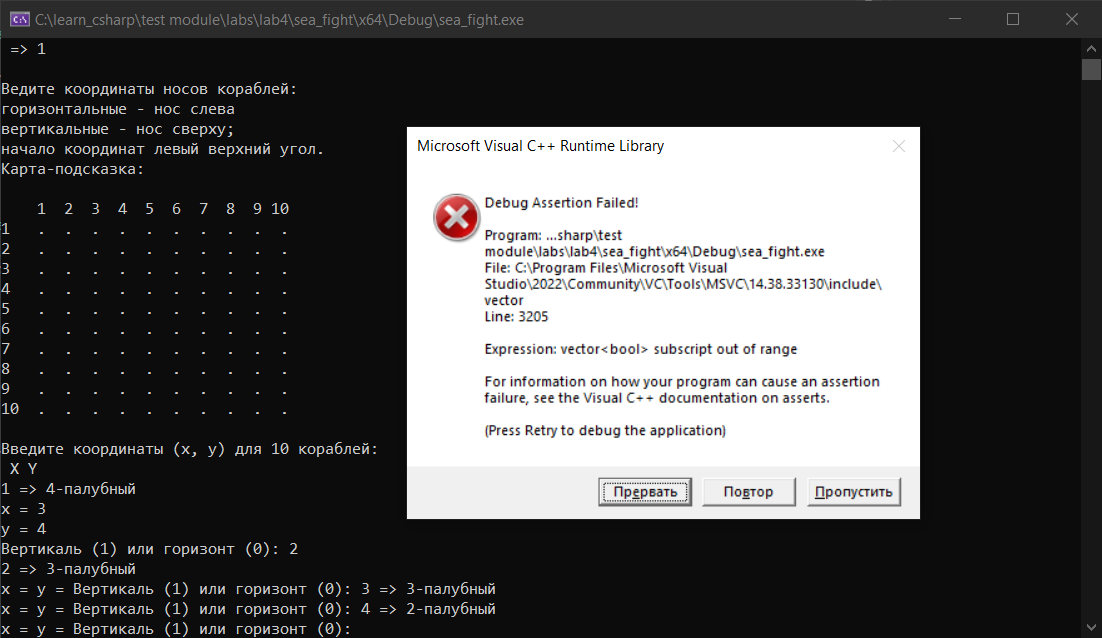 C:\learn_csharp\test module\labs\lab4\sea_fight\x64\Debug\sea_fight.exe
=> 1
Ведите координаты носов кораблей:
горизонтальные - нос слева
вертикальные - нос сверху;
начало координат левый верхний угол.
Карта-подсказка:
1 2 3 4 5 6 7 8 9 10
1 . . . . . . . . . .
2 . . . . . . . . . .
3 . . . . . . . . . .
4 . . . . . . . . . .
5 . . . . . . . . . .
6 . . . . . . . . . .
7 . . . . . . . . . .
8 . . . . . . . . . .
9 . . . . . . . . . .
10 . . . . . . . . . .
Введите координаты (x, y) для 10 кораблей:
X Y
1 => 4-палубный
x = 3
y = 4
Вертикаль (1) или горизонт (0): 2
2 => 3-палубный
x = y = Вертикаль (1) или горизонт (0): 3 => 3-палубный
x = y = Вертикаль (1) или горизонт (0): 4 => 2-палубный
x = y = Вертикаль (1) или горизонт (0):
Microsoft Visual C++ Runtime Library
Debug Assertion Failed!
Program: ...sharp\test
module\labs\lab4\sea_fight\x64\Debug\sea_fight.exe
File: C:\Program Files\Microsoft Visual
Studio\2022\Community\VC\Tools\MSVC\14.38.33130\include\
vector
Line: 3205
Expression: vector<bool> subscript out of range
For information on how your program can cause an assertion
failure, see the Visual C++ documentation on asserts.
(Press Retry to debug the application)
Прервать Повтор Пропустить